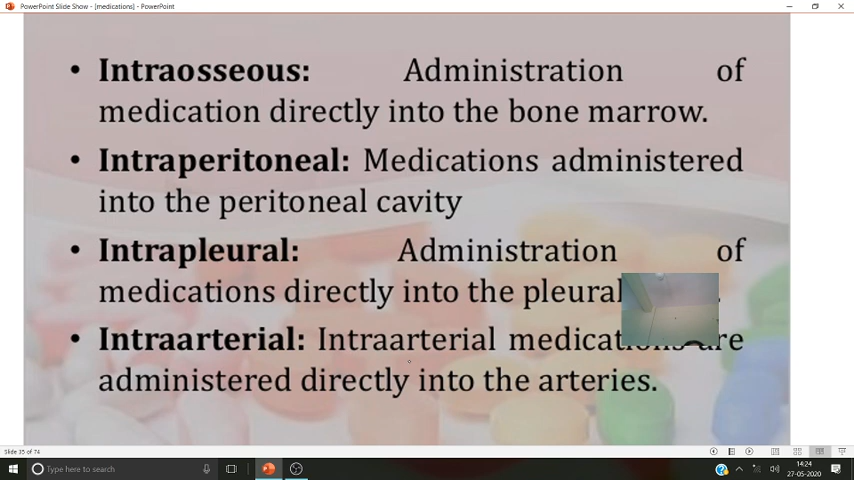 PowerPoint Slide Show - [medications] - PowerPoint
• Intraosseous: Administration of
medication directly into the bone marrow.
• Intraperitoneal: Medications administered
into the peritoneal cavity
• Intrapleural: Administration of
medications directly into the pleural
• Intraarterial: Intraarterial medications are
administered directly into the arteries.
Slide 35 of 74
Type here to search
14:24
27-05-2020